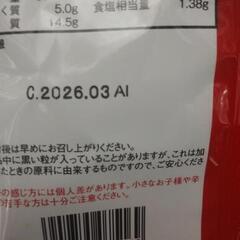 く質 5.0g 食塩相当量 1.38g
質 14.5g
C.2026.03 AI
後は早めにお召し上がりください。
中に黒い粒が入っていることがありますが、これは加
たときの原料に由来するものですので、ご安心くださ
の感じ方には個人差があります。小さなお子様や辛
苦手な方は十分ご注意ください。